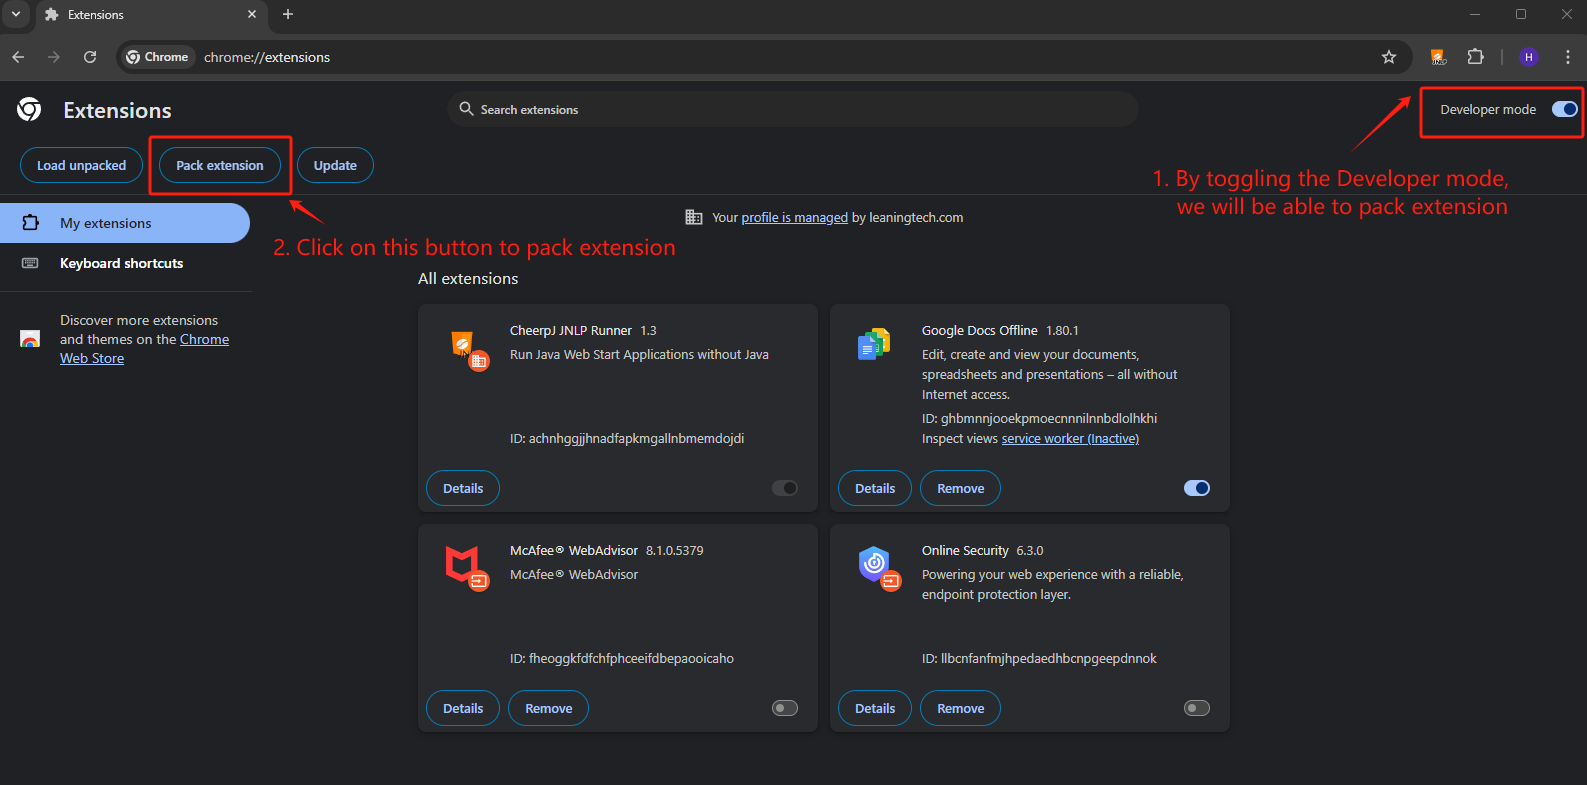 Extensions
Chrome
chrome://extensions
H
Extensions
Search extensions
Developer mode
Load unpacked
Pack extension
Update
1. By toggling the Developer mode,
we will be able to pack extension
My extensions
Your profile is managed by leaningtech.com
2. Click on this button to pack extension
Keyboard shortcuts
All extensions
Discover more extensions
and themes on the Chrome
Web Store
CheerpJ JNLP Runner 1.3
Run Java Web Start Applications without Java
ID: achnhggjjhnadfapkmgallnbmemdojdi
Details
Google Docs Offline 1.80.1
Edit, create and view your documents,
spreadsheets and presentations – all without
Internet access.
ID: ghbmnnjooekpmoecnnnilnnbdlolhkhi
Inspect views service worker (Inactive)
Details
Remove
McAfee® WebAdvisor 8.1.0.5379
McAfee® WebAdvisor
ID: fheoggkfdfchfphceeifdbepaooicaho
Details
Remove
Online Security 6.3.0
Powering your web experience with a reliable,
endpoint protection layer.
ID: llbcnfanfmjhpedaedhbcnpgeepdnnok
Details
Remove